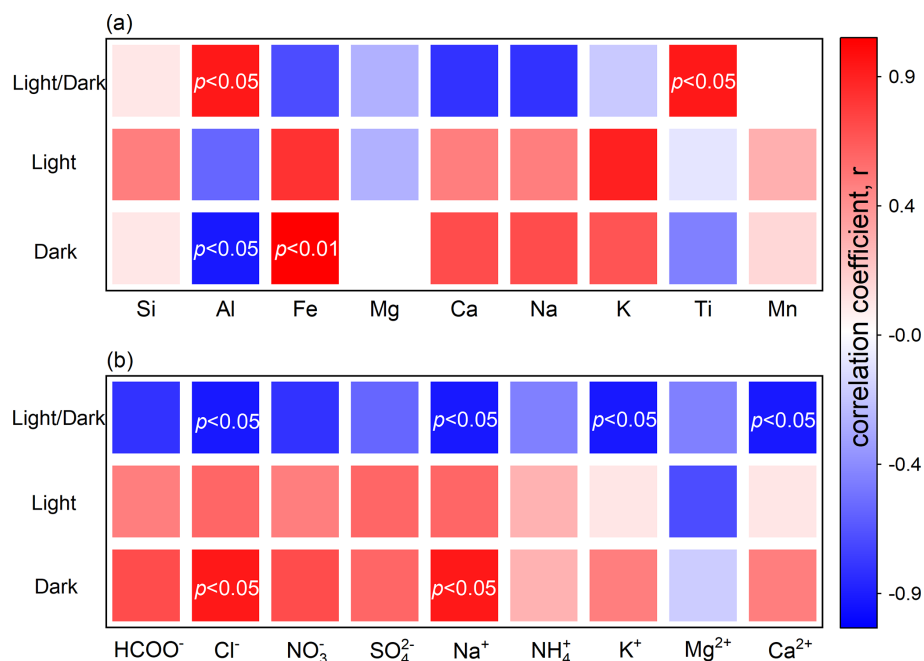 (a)
Light/Dark
p<0.05
p<0.05
Light
Dark
p<0.05
p<0.01
Si Al Fe Mg Ca Na K Ti Mn
(b)
Light/Dark
p<0.05
p<0.05
p<0.05
p<0.05
Light
Dark
p<0.05
p<0.05
HCOO⁻ Cl⁻ NO₃⁻ SO₄²⁻ Na⁺ NH₄⁺ K⁺ Mg²⁺ Ca²⁺
0.9
0.4
-0.0
-0.4
-0.9
correlation coefficient, r